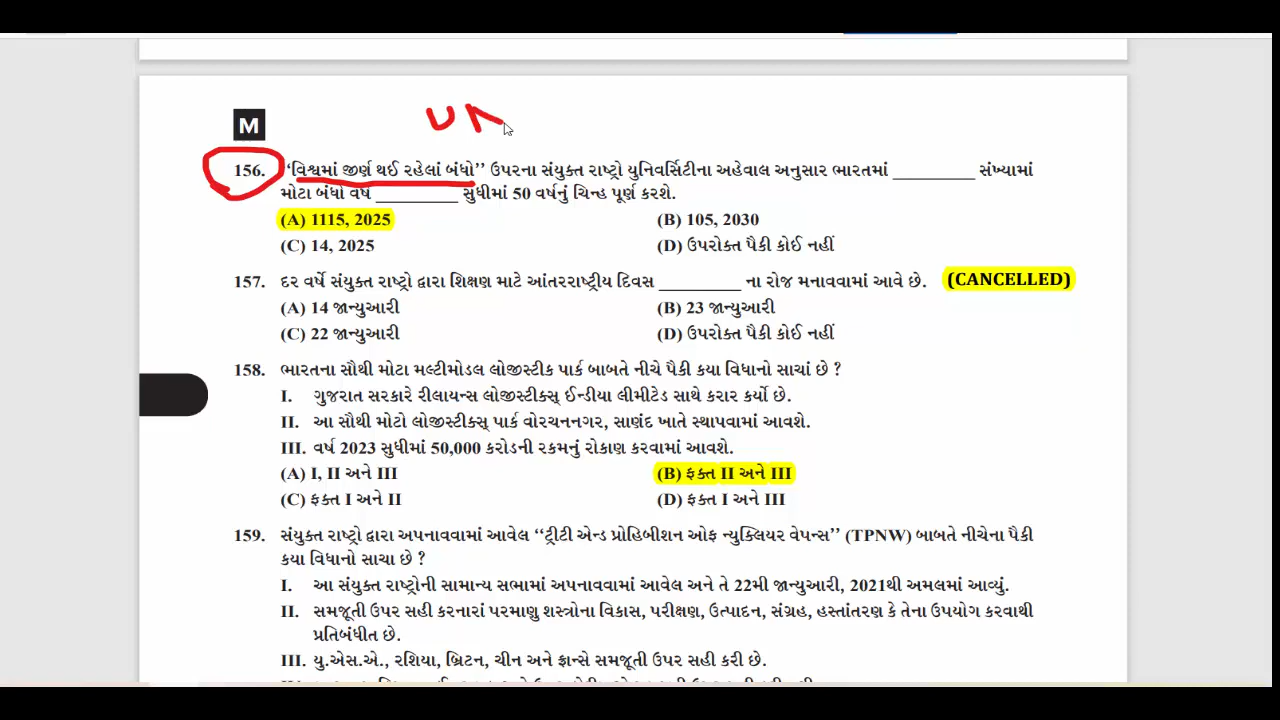 M
UN
156. ‘વિશ્વમાં જીર્ણ થઈ રહેલાં બંધો’’ ઉપરના સંયુક્ત રાષ્ટ્રો યુનિવર્સિટીના અહેવાલ અનુસાર ભારતમાં _________ સંખ્યામાં
મોટા બંધો વર્ષ _________ સુધીમાં 50 વર્ષનું ચિન્હ પૂર્ણ કરશે.
(A) 1115, 2025 (B) 105, 2030
(C) 14, 2025 (D) ઉપરોક્ત પૈકી કોઈ નહીં
157. દર વર્ષે સંયુક્ત રાષ્ટ્રો દ્વારા શિક્ષણ માટે આંતરરાષ્ટ્રીય દિવસ _________ ના રોજ મનાવવામાં આવે છે. (CANCELLED)
(A) 14 જાન્યુઆરી (B) 23 જાન્યુઆરી
(C) 22 જાન્યુઆરી (D) ઉપરોક્ત પૈકી કોઈ નહીં
158. ભારતના સૌથી મોટા મલ્ટીમોડલ લોજીસ્ટીક પાર્ક બાબતે નીચે પૈકી કયા વિધાનો સાચાં છે ?
I. ગુજરાત સરકારે રીલાયન્સ લોજીસ્ટીક્સ્ ઈન્ડીયા લીમીટેડ સાથે કરાર કર્યો છે.
II. આ સૌથી મોટો લોજીસ્ટીક્સ્ પાર્ક વોરચનનગર, સાણંદ ખાતે સ્થાપવામાં આવશે.
III. વર્ષ 2023 સુધીમાં 50,000 કરોડની રકમનું રોકાણ કરવામાં આવશે.
(A) I, II અને III (B) ફક્ત II અને III
(C) ફક્ત I અને II (D) ફક્ત I અને III
159. સંયુક્ત રાષ્ટ્રો દ્વારા અપનાવવામાં આવેલ ‘‘ટ્રીટી એન્ડ પ્રોહિબીશન ઓફ ન્યુક્લિયર વેપન્સ’’ (TPNW) બાબતે નીચેના પૈકી
કયા વિધાનો સાચા છે ?
I. આ સંયુક્ત રાષ્ટ્રોની સામાન્ય સભામાં અપનાવવામાં આવેલ અને તે 22મી જાન્યુઆરી, 2021થી અમલમાં આવ્યું.
II. સમજૂતી ઉપર સહી કરનારાં પરમાણુ શસ્ત્રોના વિકાસ, પરીક્ષણ, ઉત્પાદન, સંગ્રહ, હસ્તાંતરણ કે તેના ઉપયોગ કરવાથી
પ્રતિબંધીત છે.
III. યુ.એસ.એ., રશિયા, બ્રિટન, ચીન અને ફ્રાન્સે સમજૂતી ઉપર સહી કરી છે.